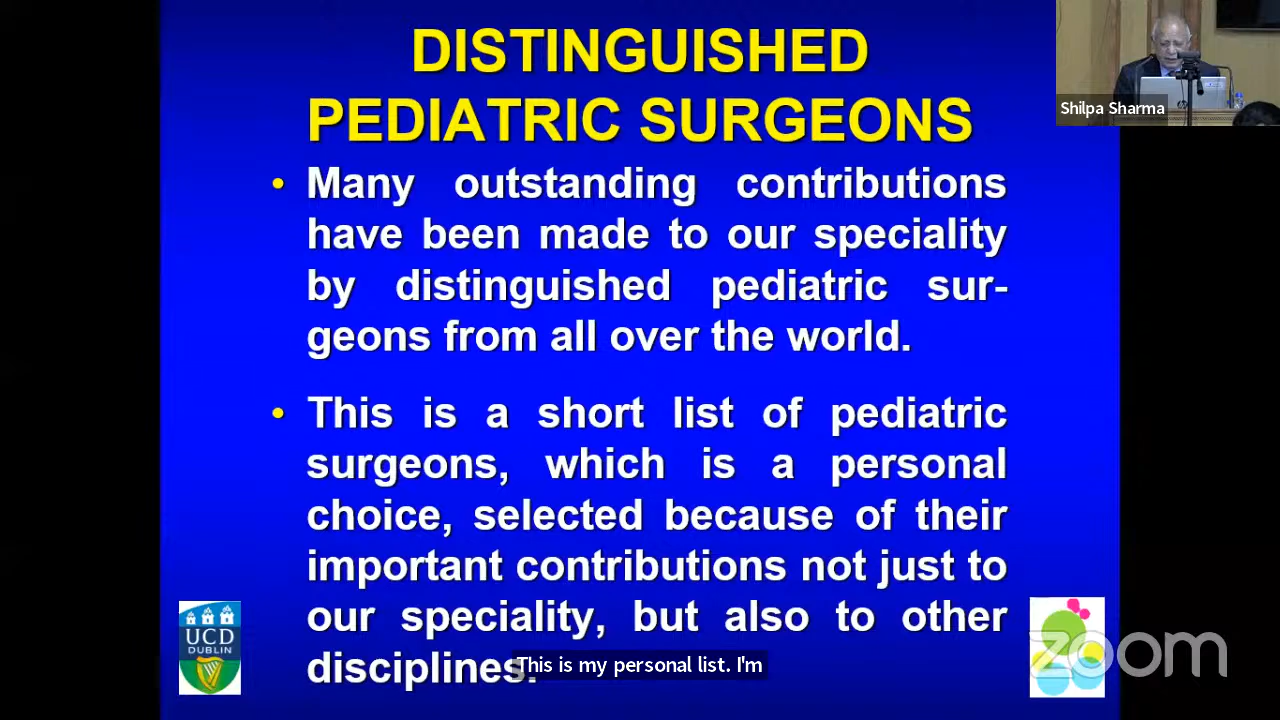 DISTINGUISHED
PEDIATRIC SURGEONS
• Many outstanding contributions
have been made to our speciality
by distinguished pediatric sur-
geons from all over the world.
• This is a short list of pediatric
surgeons, which is a personal
choice, selected because of their
important contributions not just to
our speciality, but also to other
disciplines.
This is my personal list. I'm
Shilpa Sharma
UCD
DUBLIN
zoom